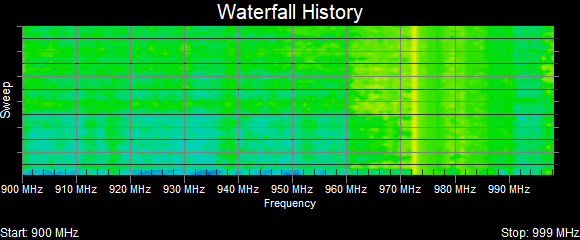 Waterfall History
Sweep
900 MHz 910 MHz 920 MHz 930 MHz 940 MHz 950 MHz 960 MHz 970 MHz 980 MHz 990 MHz
Frequency
Start: 900 MHz Stop: 999 MHz